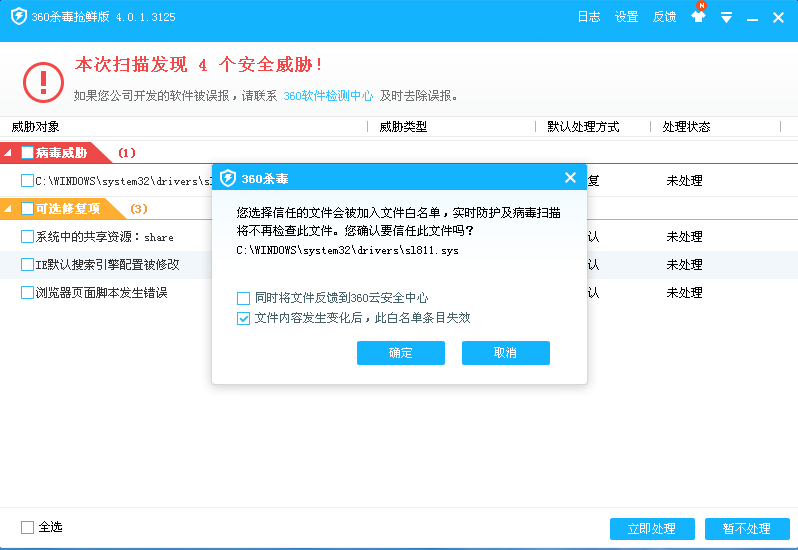 360杀毒抢鲜版 4.0.1.3125
日志 设置 反馈 N
本次扫描发现 4 个安全威胁!
如果您公司开发的软件被误报，请联系 360软件检测中心 及时去除误报。
威胁对象 威胁类型 默认处理方式 处理状态
病毒威胁 (1)
C:\WINDOWS\system32\drivers\sl 复 未处理
可选修复项 (3)
系统中的共享资源：share 认 未处理
IE默认搜索引擎配置被修改 认 未处理
浏览器页面脚本发生错误 认 未处理
360杀毒
您选择信任的文件会被加入文件白名单，实时防护及病毒扫描
将不再检查此文件。您确认要信任此文件吗？
C:\WINDOWS\system32\drivers\sl811.sys
同时将文件反馈到360云安全中心
文件内容发生变化后，此白名单条目失效
确定 取消
全选 立即处理 暂不处理